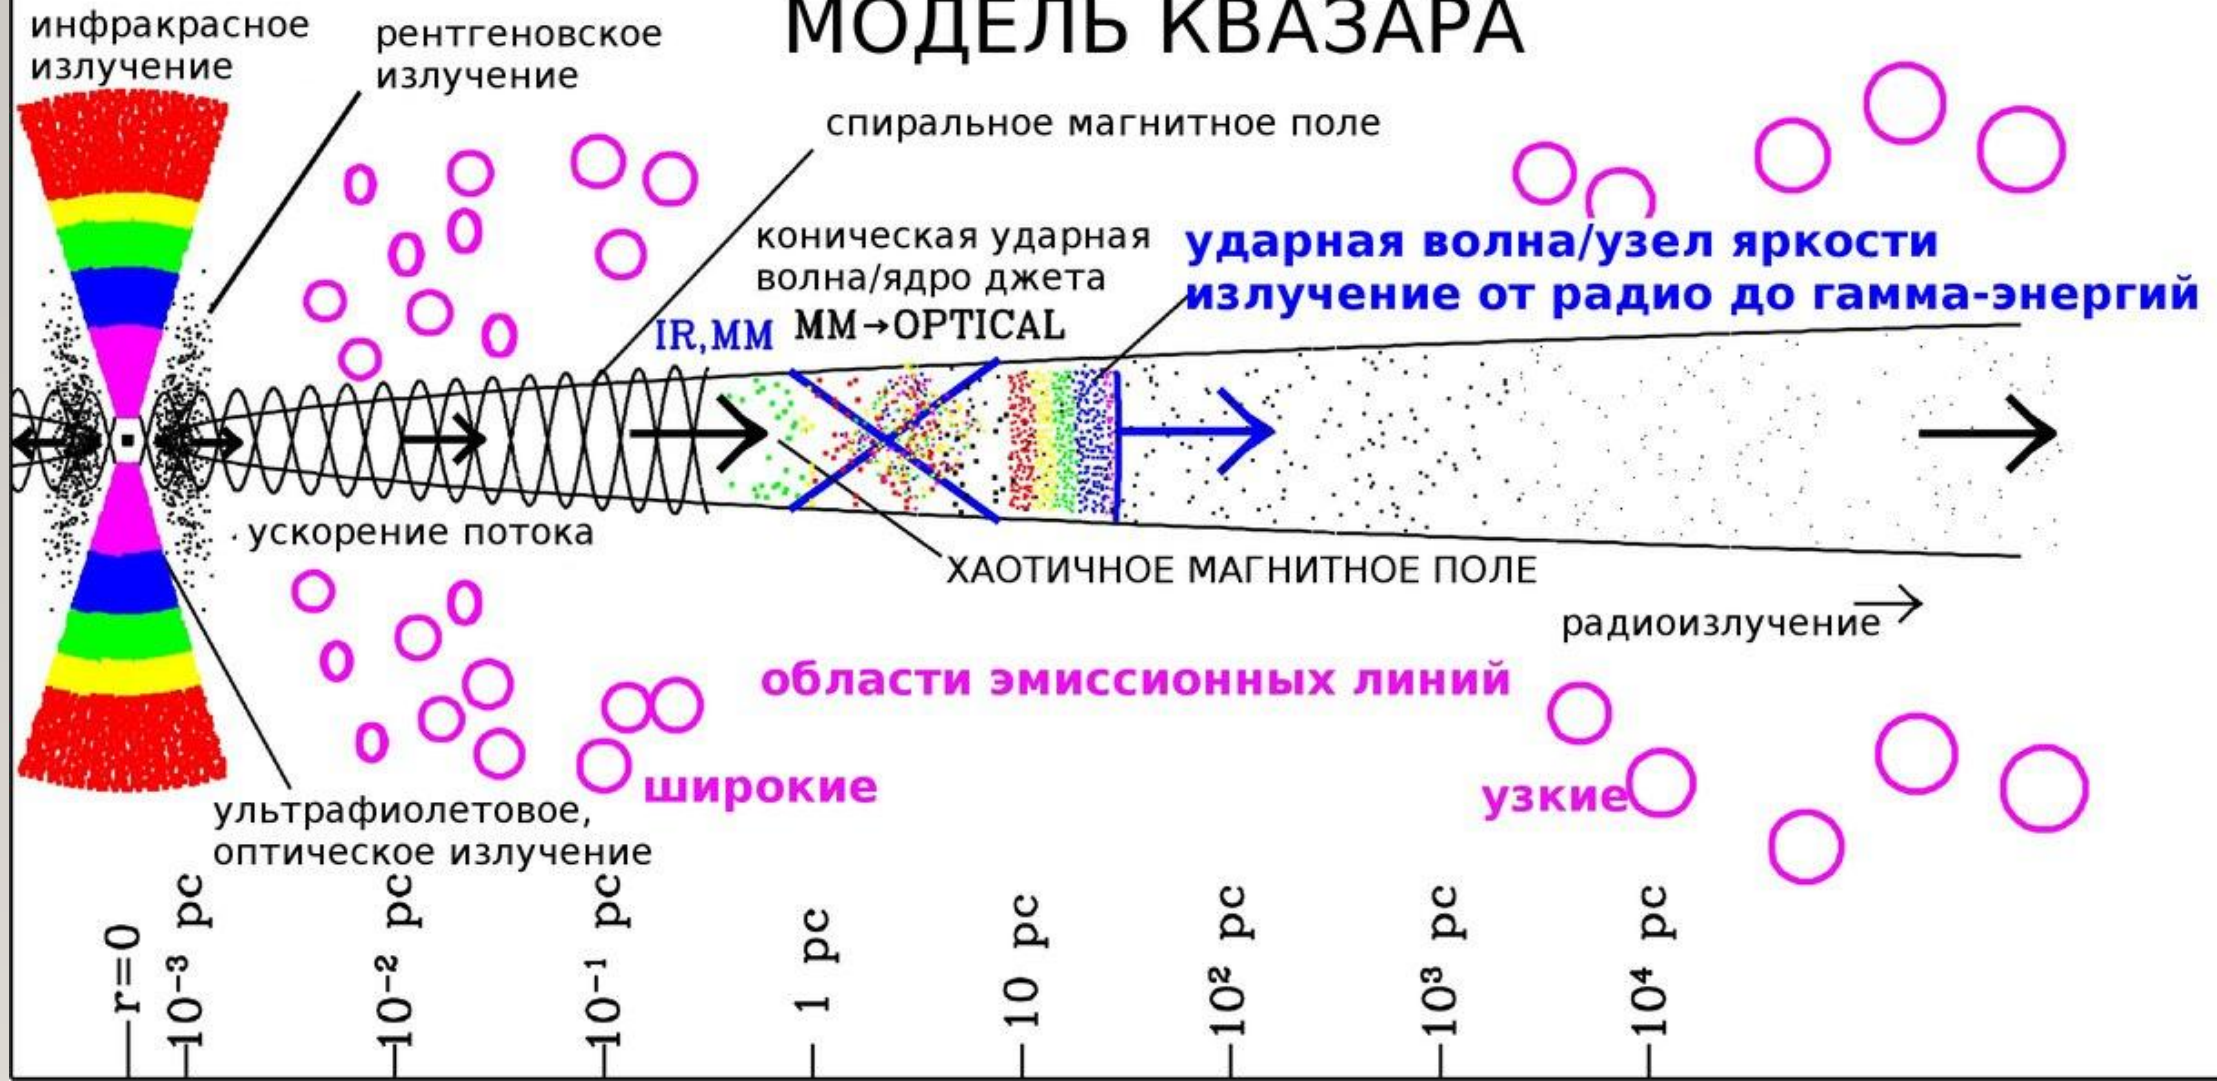 МОДЕЛЬ КВАЗАРА
инфракрасное
излучение
рентгеновское
излучение
спиральное магнитное поле
коническая ударная
волна/ядро джета
ударная волна/узел яркости
излучение от радио до гамма-энергий
IR,MM
MM→OPTICAL
ускорение потока
ХАОТИЧНОЕ МАГНИТНОЕ ПОЛЕ
радиоизлучение
области эмиссионных линий
широкие
узкие
ультрафиолетовое,
оптическое излучение
r=0
10⁻³ pc
10⁻² pc
10⁻¹ pc
1 pc
10 pc
10² pc
10³ pc
10⁴ pc